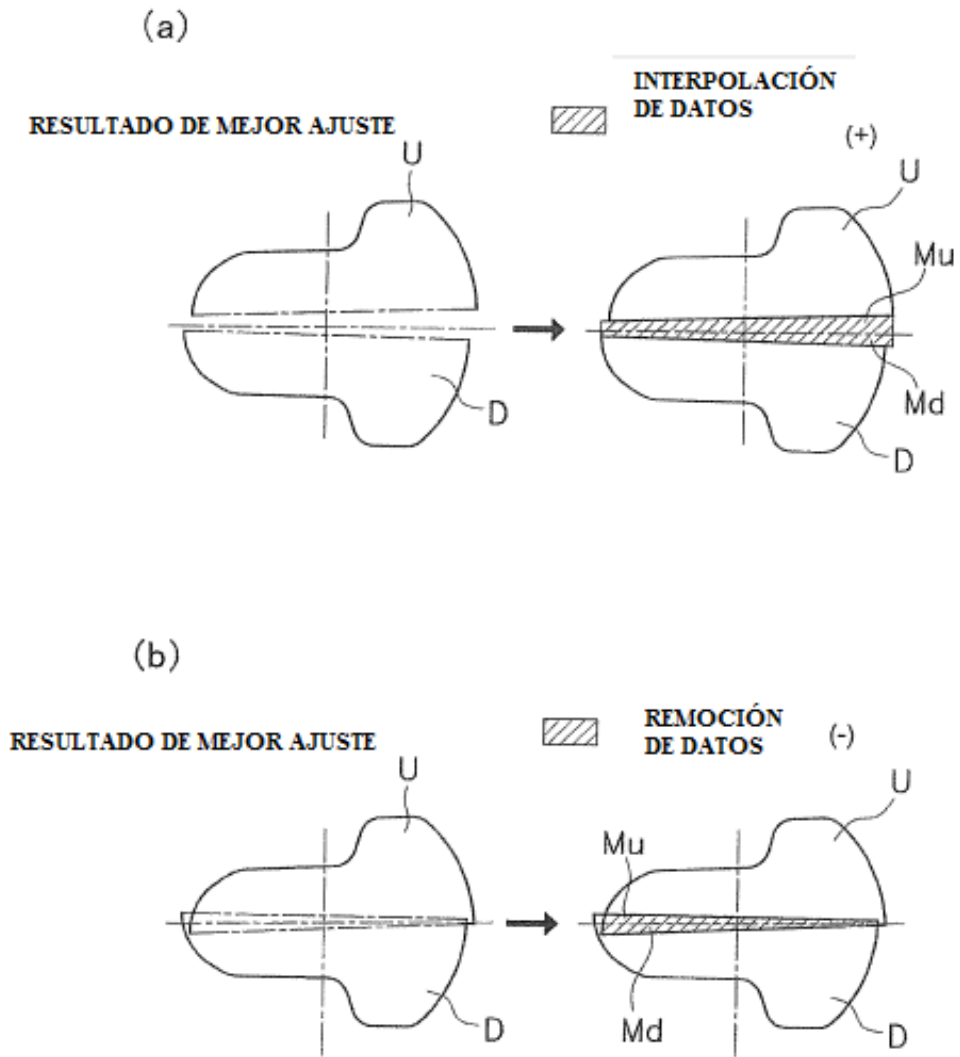 (a)
RESULTADO DE MEJOR AJUSTE
INTERPOLACIÓN
DE DATOS
(+)
U
D
U
Mu
Md
D
(b)
RESULTADO DE MEJOR AJUSTE
REMOCIÓN
DE DATOS
(-)
U
D
U
Mu
Md
D